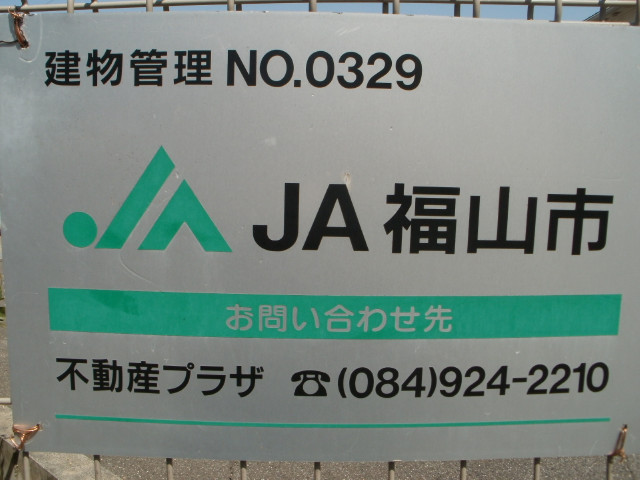 建物管理 NO.0329
JA 福山市
お問い合わせ先
不動産プラザ ☎(084)924-2210